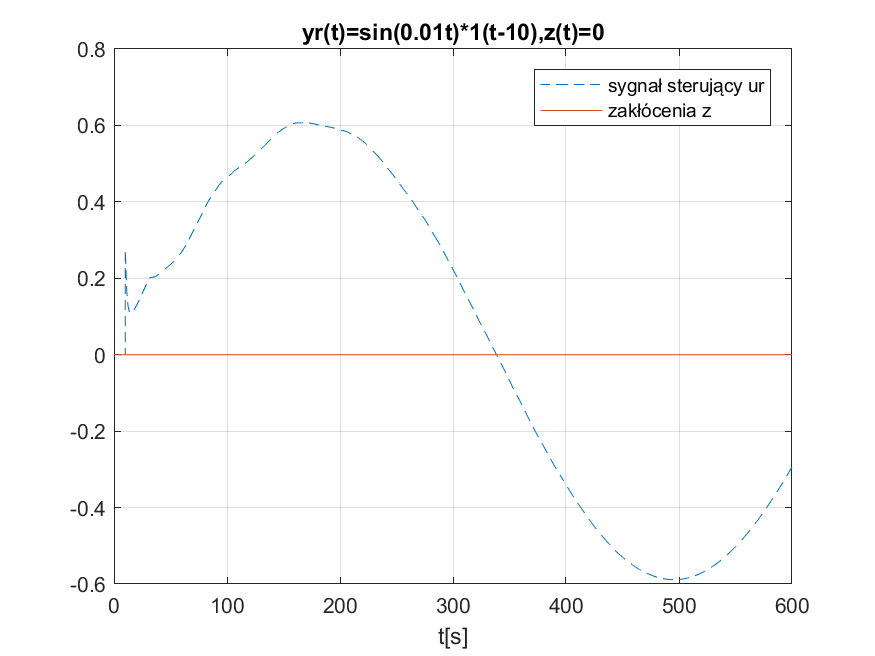 yr(t)=sin(0.01t)*1(t-10),z(t)=0
0.8
0.6
0.4
0.2
0
-0.2
-0.4
-0.6
sygnał sterujący ur
zakłócenia z
0 100 200 300 400 500 600
t[s]